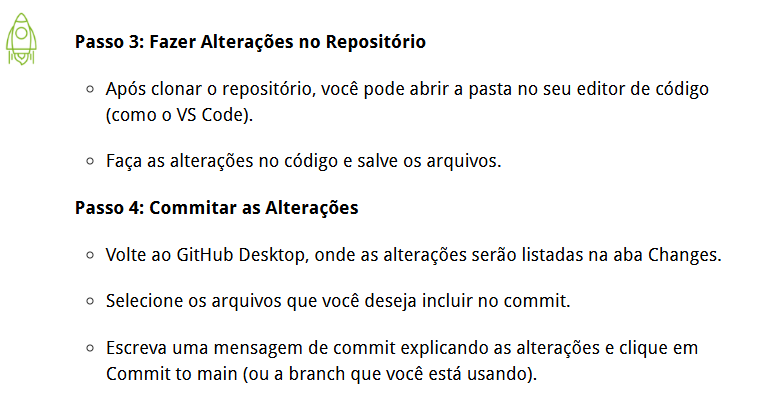 Passo 3: Fazer Alterações no Repositório
Após clonar o repositório, você pode abrir a pasta no seu editor de código
(como o VS Code).
Faça as alterações no código e salve os arquivos.
Passo 4: Commitar as Alterações
Volte ao GitHub Desktop, onde as alterações serão listadas na aba Changes.
Selecione os arquivos que você deseja incluir no commit.
Escreva uma mensagem de commit explicando as alterações e clique em
Commit to main (ou a branch que você está usando).